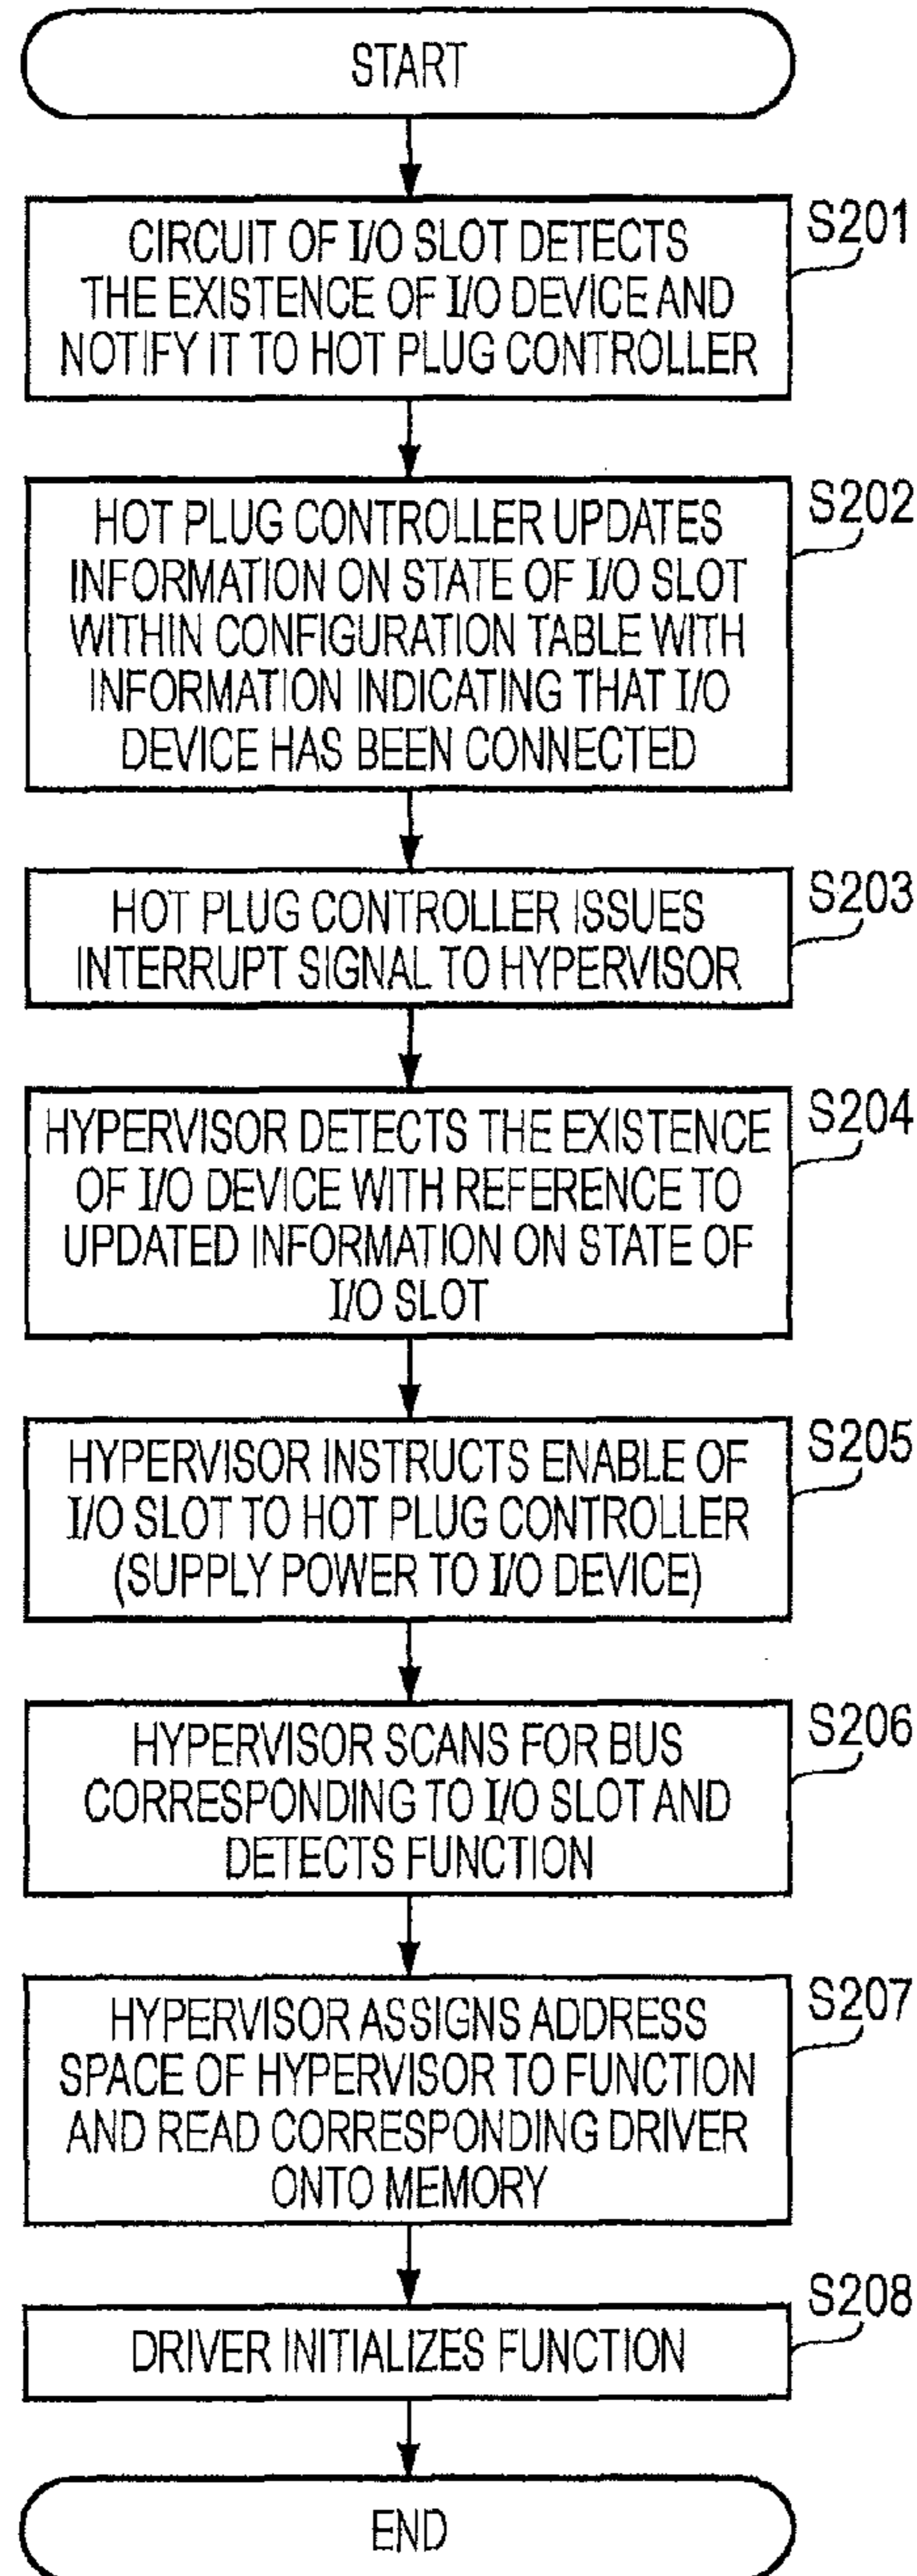 START
S201
CIRCUIT OF I/O SLOT DETECTS
THE EXISTENCE OF I/O DEVICE AND
NOTIFY IT TO HOT PLUG CONTROLLER
S202
HOT PLUG CONTROLLER UPDATES
INFORMATION ON STATE OF I/O SLOT
WITHIN CONFIGURATION TABLE WITH
INFORMATION INDICATING THAT I/O
DEVICE HAS BEEN CONNECTED
S203
HOT PLUG CONTROLLER ISSUES
INTERRUPT SIGNAL TO HYPERVISOR
S204
HYPERVISOR DETECTS THE EXISTENCE
OF I/O DEVICE WITH REFERENCE TO
UPDATED INFORMATION ON STATE OF
I/O SLOT
S205
HYPERVISOR INSTRUCTS ENABLE OF
I/O SLOT TO HOT PLUG CONTROLLER
(SUPPLY POWER TO I/O DEVICE)
S206
HYPERVISOR SCANS FOR BUS
CORRESPONDING TO I/O SLOT AND
DETECTS FUNCTION
S207
HYPERVISOR ASSIGNS ADDRESS
SPACE OF HYPERVISOR TO FUNCTION
AND READ CORRESPONDING DRIVER
ONTO MEMORY
S208
DRIVER INITIALIZES FUNCTION
END